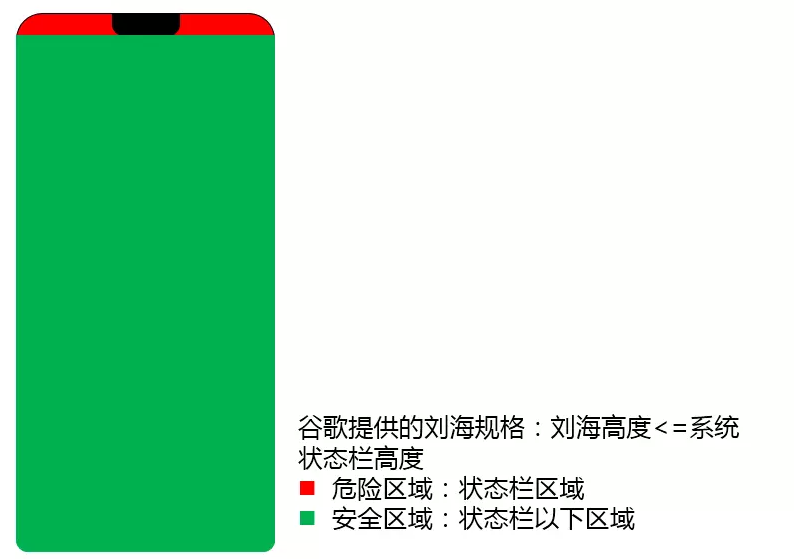 谷歌提供的刘海规格：刘海高度<=系统
状态栏高度
危险区域：状态栏区域
安全区域：状态栏以下区域